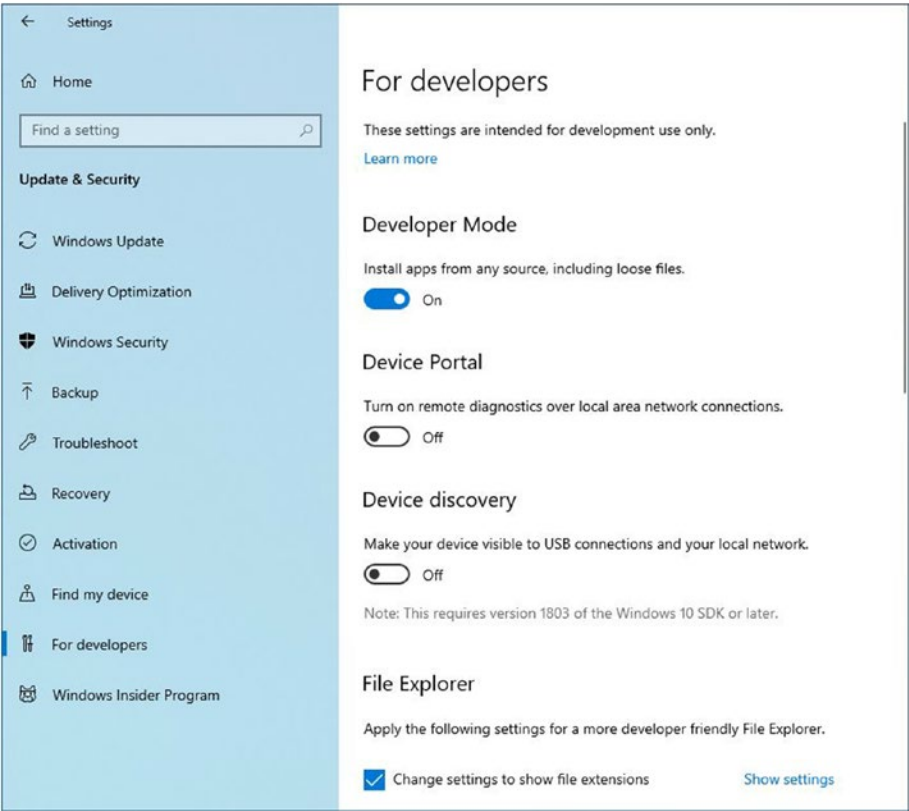 Settings
Home
Find a setting
Update & Security
Windows Update
Delivery Optimization
Windows Security
Backup
Troubleshoot
Recovery
Activation
Find my device
For developers
Windows Insider Program
For developers
These settings are intended for development use only.
Learn more
Developer Mode
Install apps from any source, including loose files.
On
Device Portal
Turn on remote diagnostics over local area network connections.
Off
Device discovery
Make your device visible to USB connections and your local network.
Off
Note: This requires version 1803 of the Windows 10 SDK or later.
File Explorer
Apply the following settings for a more developer friendly File Explorer.
Change settings to show file extensions
Show settings